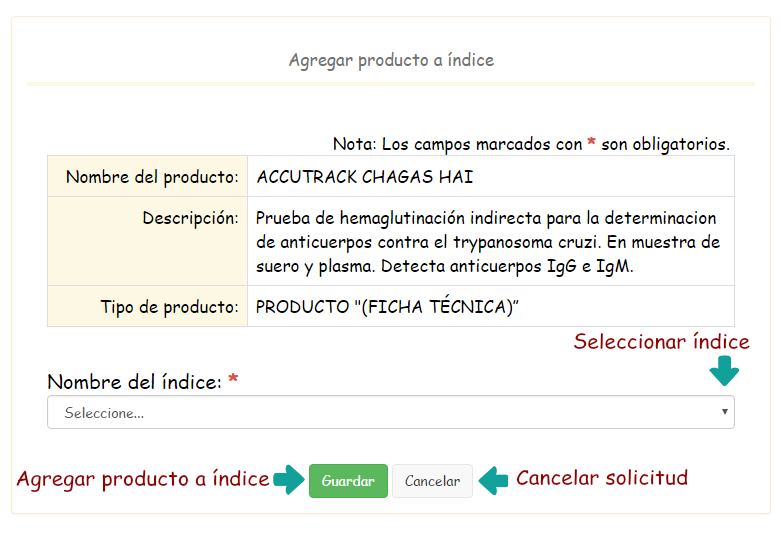 Agregar producto a índice
Nota: Los campos marcados con * son obligatorios.
Nombre del producto: ACCUTRACK CHAGAS HAI
Descripción: Prueba de hemaglutinación indirecta para la determinacion
de anticuerpos contra el trypanosoma cruzi. En muestra de
suero y plasma. Detecta anticuerpos IgG e IgM.
Tipo de producto: PRODUCTO "(FICHA TÉCNICA)”
Seleccionar índice
Nombre del índice: *
Seleccione...
Agregar producto a índice Guardar Cancelar Cancelar solicitud